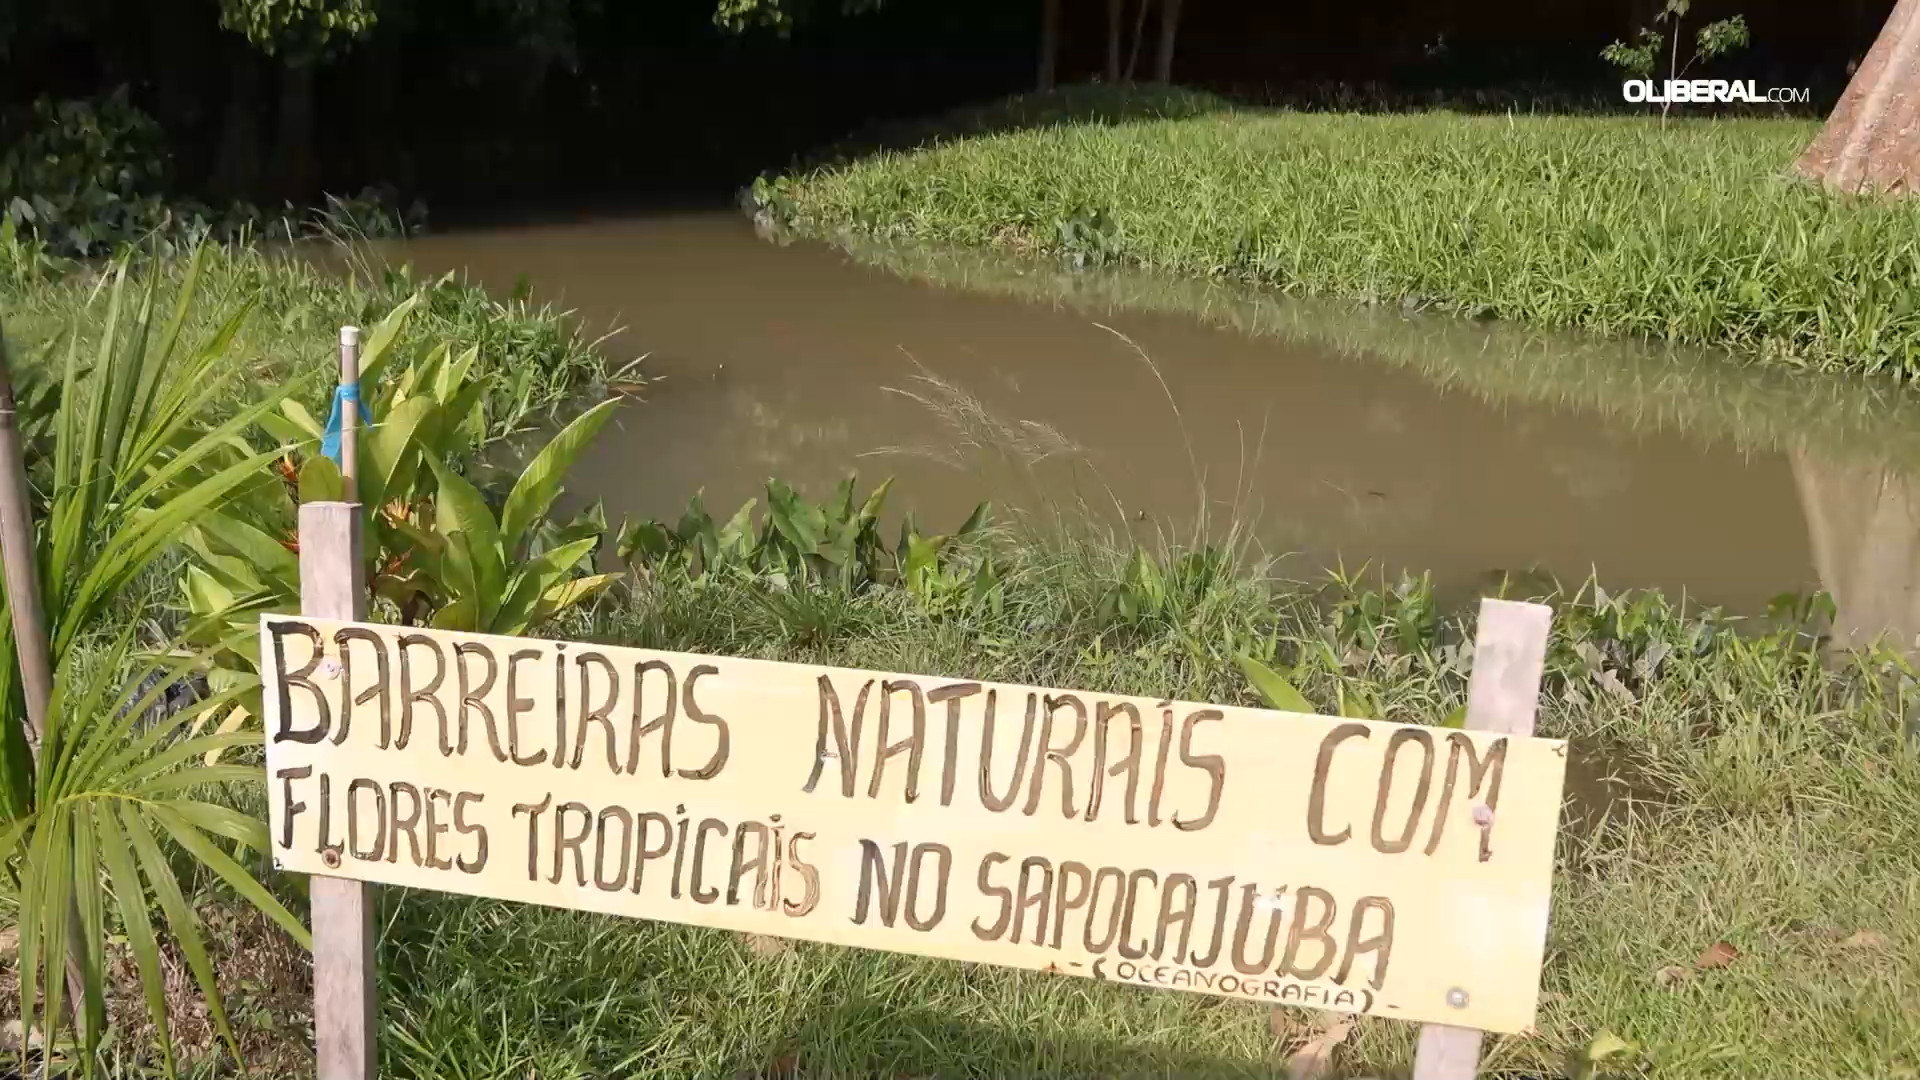 OLIBERAL.COM
BARREIRAS NATURAIS COM
FLORES TROPICAIS NO SAPOCAJUBA
-(OCEANOGRAFIA)-